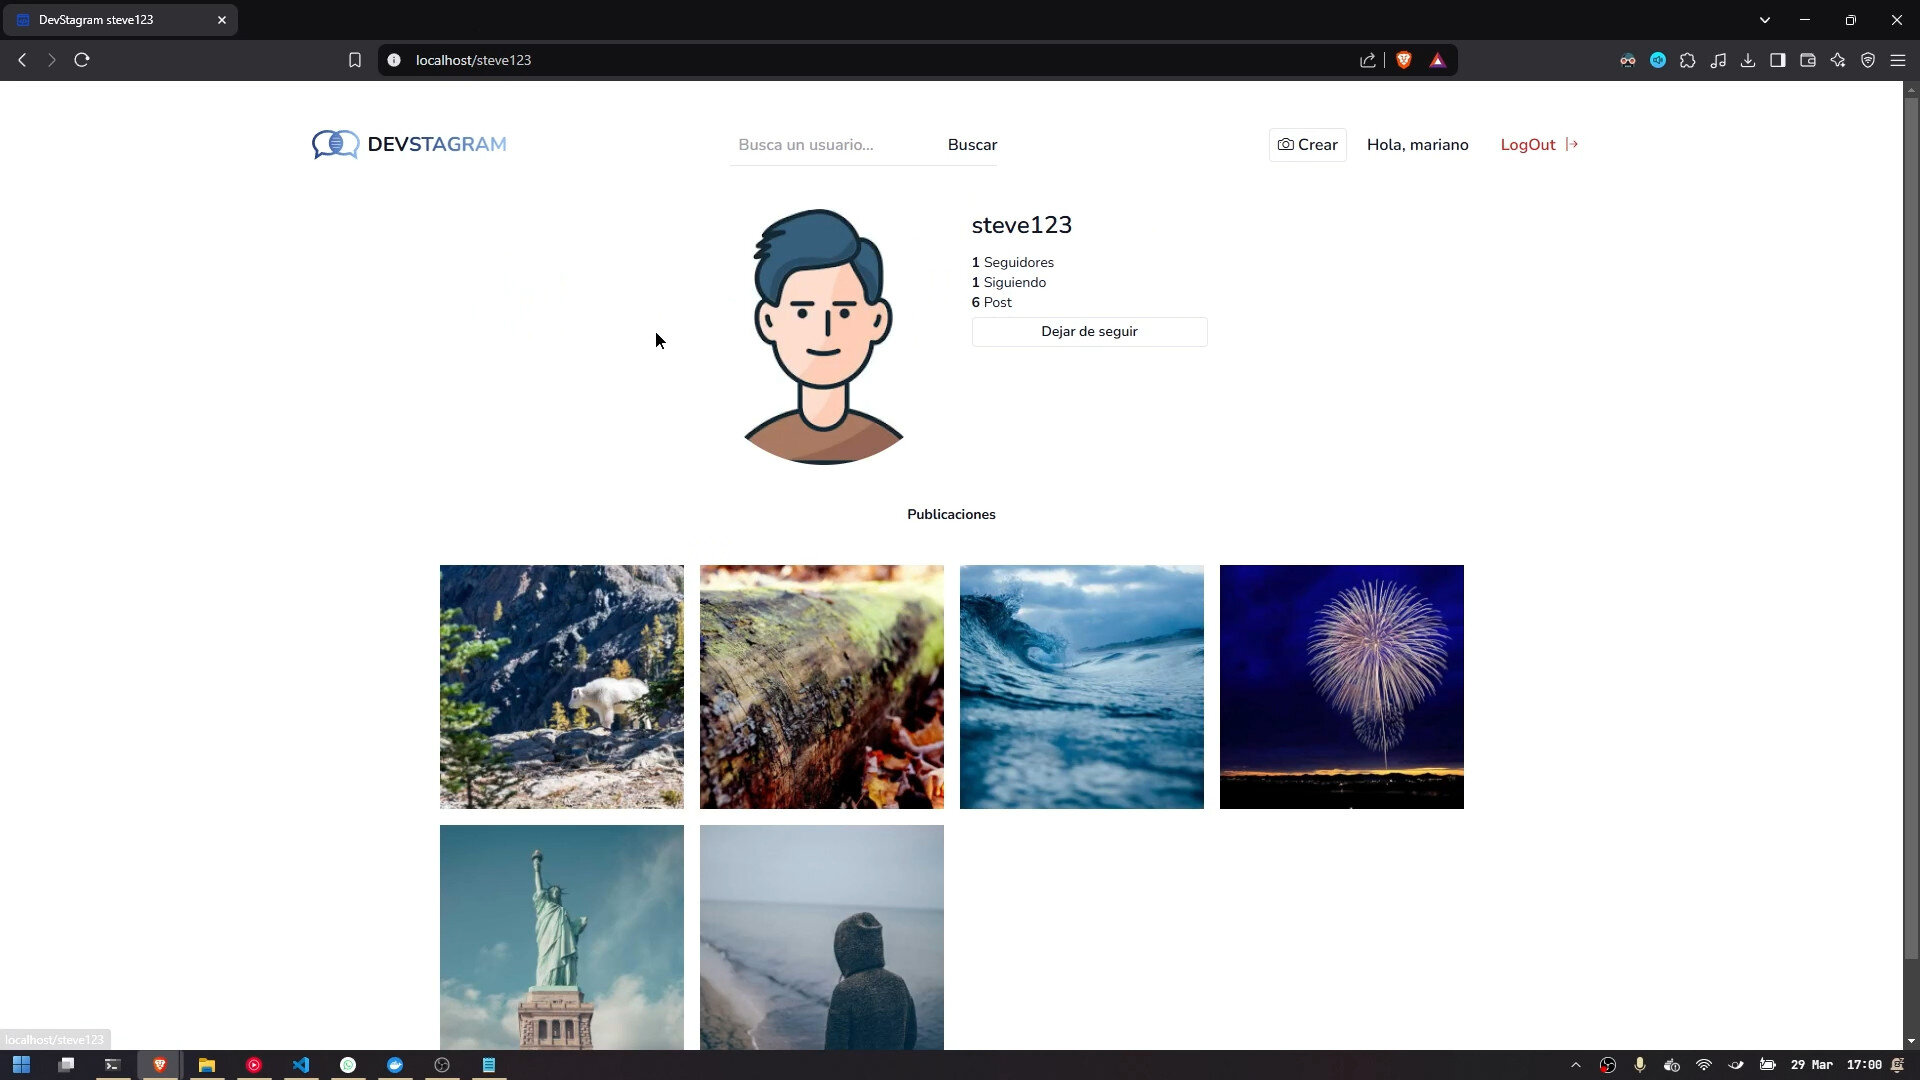 DevStagram steve123
localhost/steve123
DEVSTAGRAM
Busca un usuario...
Buscar
Crear
Hola, mariano
LogOut
steve123
1 Seguidores
1 Siguiendo
6 Post
Dejar de seguir
Publicaciones
localhost/steve123
29 Mar 17:00